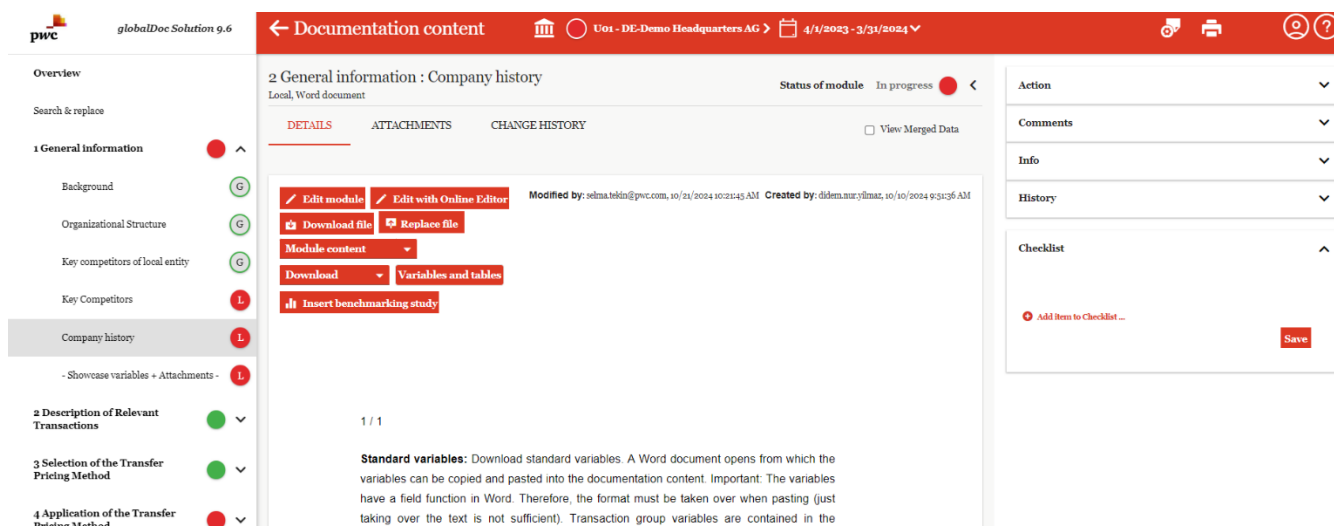 pwc
globalDoc Solution 9.6
Documentation content
U01 - DE-Demo Headquarters AG
4/1/2023 - 3/31/2024
?
Overview
Search & replace
1 General information
Background
G
Organizational Structure
G
Key competitors of local entity
G
Key Competitors
L
Company history
L
- Showcase variables + Attachments -
L
2 Description of Relevant
Transactions
3 Selection of the Transfer
Pricing Method
4 Application of the Transfer
Pricing Method
2 General information : Company history
Local, Word document
Status of module In progress
DETAILS ATTACHMENTS CHANGE HISTORY
View Merged Data
Edit module Edit with Online Editor
Modified by: selma.tekin@pwc.com, 10/21/2024 10:21:45 AM Created by: didem.nur.yilmaz, 10/10/2024 9:51:36 AM
Download file Replace file
Module content
Download Variables and tables
Insert benchmarking study
1 / 1
Standard variables: Download standard variables. A Word document opens from which the
variables can be copied and pasted into the documentation content. Important: The variables
have a field function in Word. Therefore, the format must be taken over when pasting (just
taking over the text is not sufficient). Transaction group variables are contained in the
Action
Comments
Info
History
Checklist
Add item to Checklist ...
Save